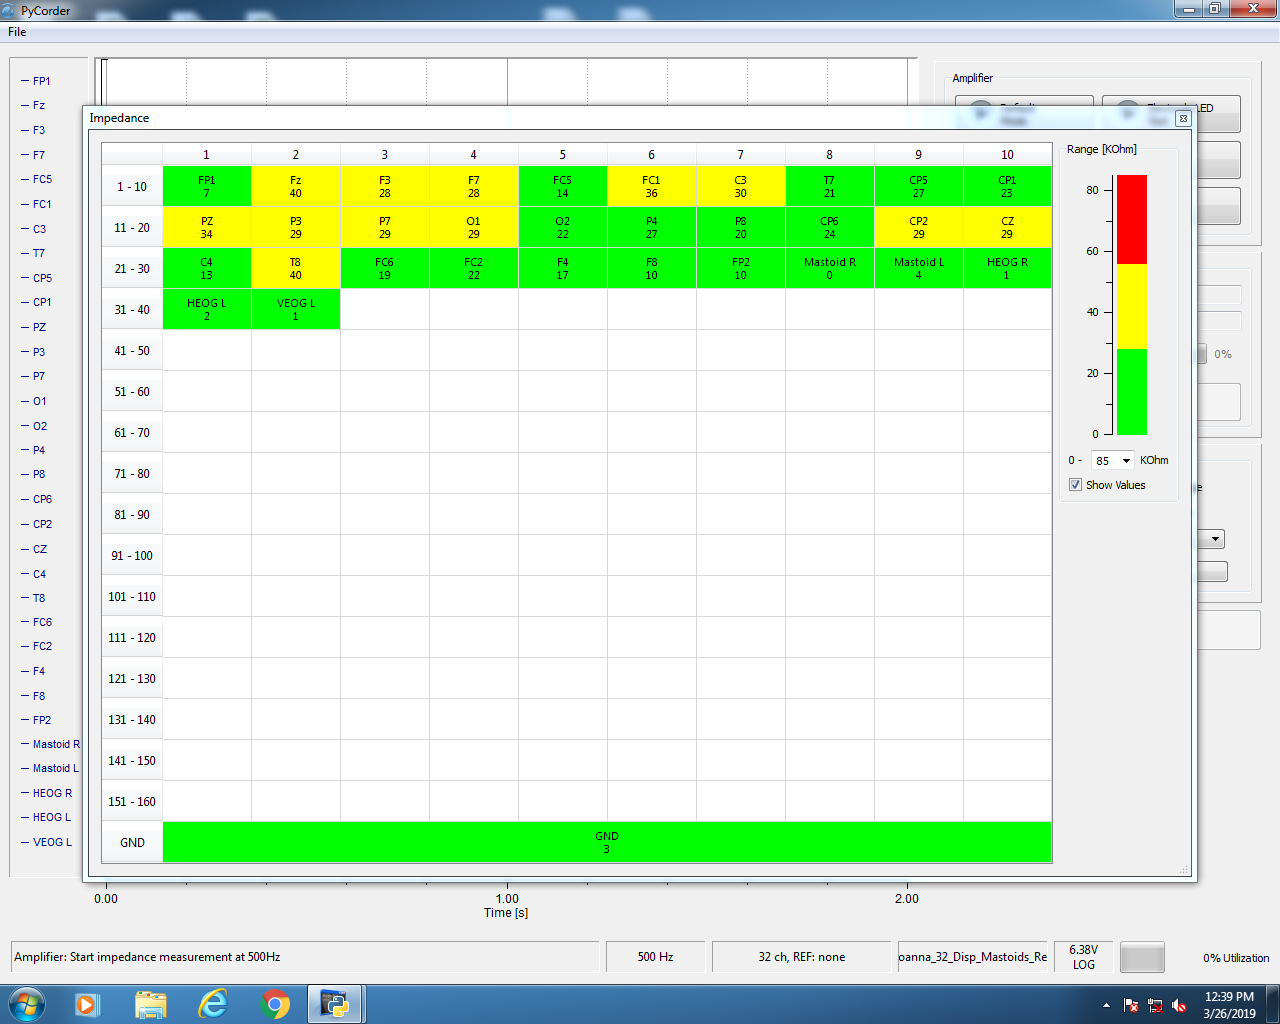 PyCorder
File
Amplifier
FP1
Fz
F3
F7
FC5
FC1
C3
T7
CP5
CP1
PZ
P3
P7
O1
O2
P4
P8
CP6
CP2
CZ
C4
T8
FC6
FC2
F4
F8
FP2
Mastoid R
Mastoid L
HEOG R
HEOG L
VEOG L
Impedance
1 2 3 4 5 6 7 8 9 10
1 - 10 FP1 Fz F3 F7 FC5 FC1 C3 T7 CP5 CP1
7 40 28 28 14 36 30 21 27 23
11 - 20 PZ P3 P7 O1 O2 P4 P8 CP6 CP2 CZ
34 29 29 29 22 27 20 24 29 29
21 - 30 C4 T8 FC6 FC2 F4 F8 FP2 Mastoid R Mastoid L HEOG R
13 40 19 22 17 10 10 0 4 1
31 - 40 HEOG L VEOG L
2 1
41 - 50
51 - 60
61 - 70
71 - 80
81 - 90
91 - 100
101 - 110
111 - 120
121 - 130
131 - 140
141 - 150
151 - 160
GND GND
3
Range [KOhm]
80
60
40
20
0
0 - 85 KOhm
Show Values
0%
0.00 1.00 2.00
Time [s]
Amplifier: Start impedance measurement at 500Hz
500 Hz
32 ch, REF: none
oanna_32_Disp_Mastoids_Re
6.38V
LOG
0% Utilization
12:39 PM
3/26/2019